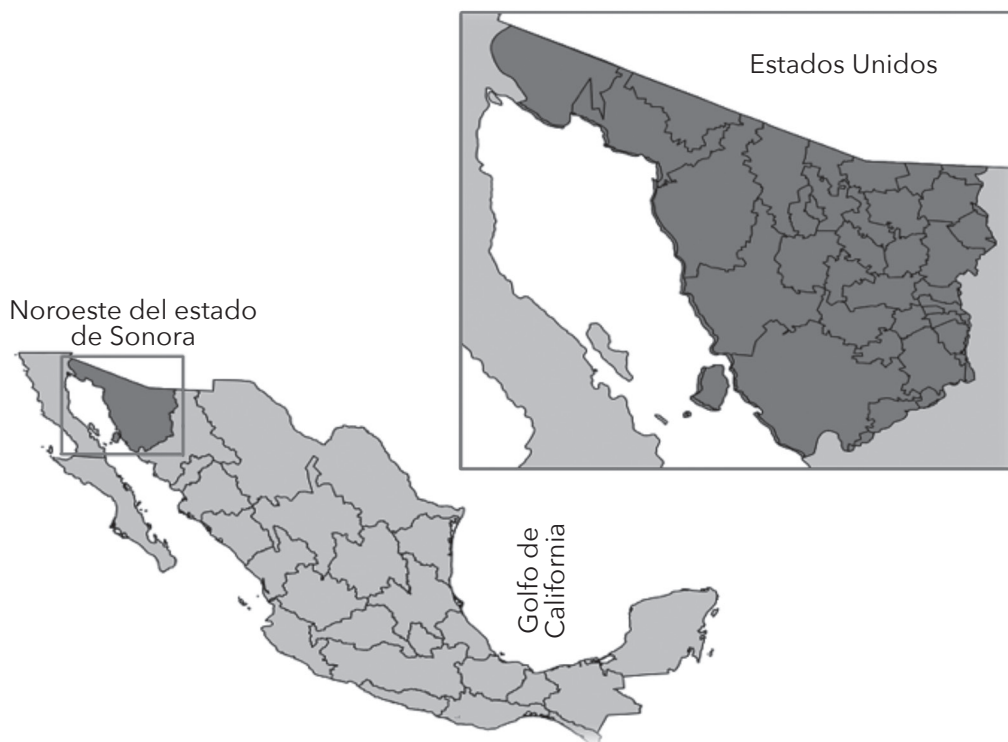 Estados Unidos
Noroeste del estado
de Sonora
Golfo de
California